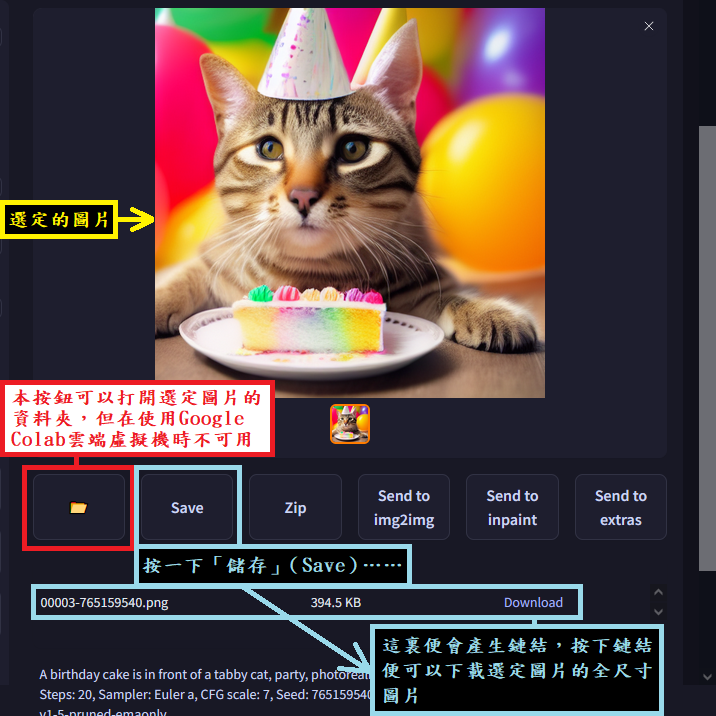 選定的圖片
本按鈕可以打開選定圖片的
資料夾，但在使用Google
Colab雲端虛擬機時不可用
Save
Zip
Send to
img2img
Send to
inpaint
Send to
extras
按一下「儲存」(Save)⋯⋯
00003-765159540.png 394.5 KB Download
這裏便會產生鏈結，按下鏈結
便可以下載選定圖片的全尺寸
圖片
A birthday cake is in front of a tabby cat, party, photoreal
Steps: 20, Sampler: Euler a, CFG scale: 7, Seed: 765159540
v1-5-pruned-emaonly